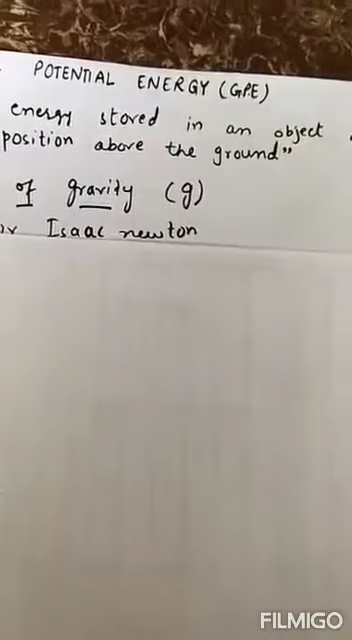 POTENTIAL ENERGY (GPE)
energy stored in an object
position above the ground"
of gravity (g)
Isaac newton
FILMIGO